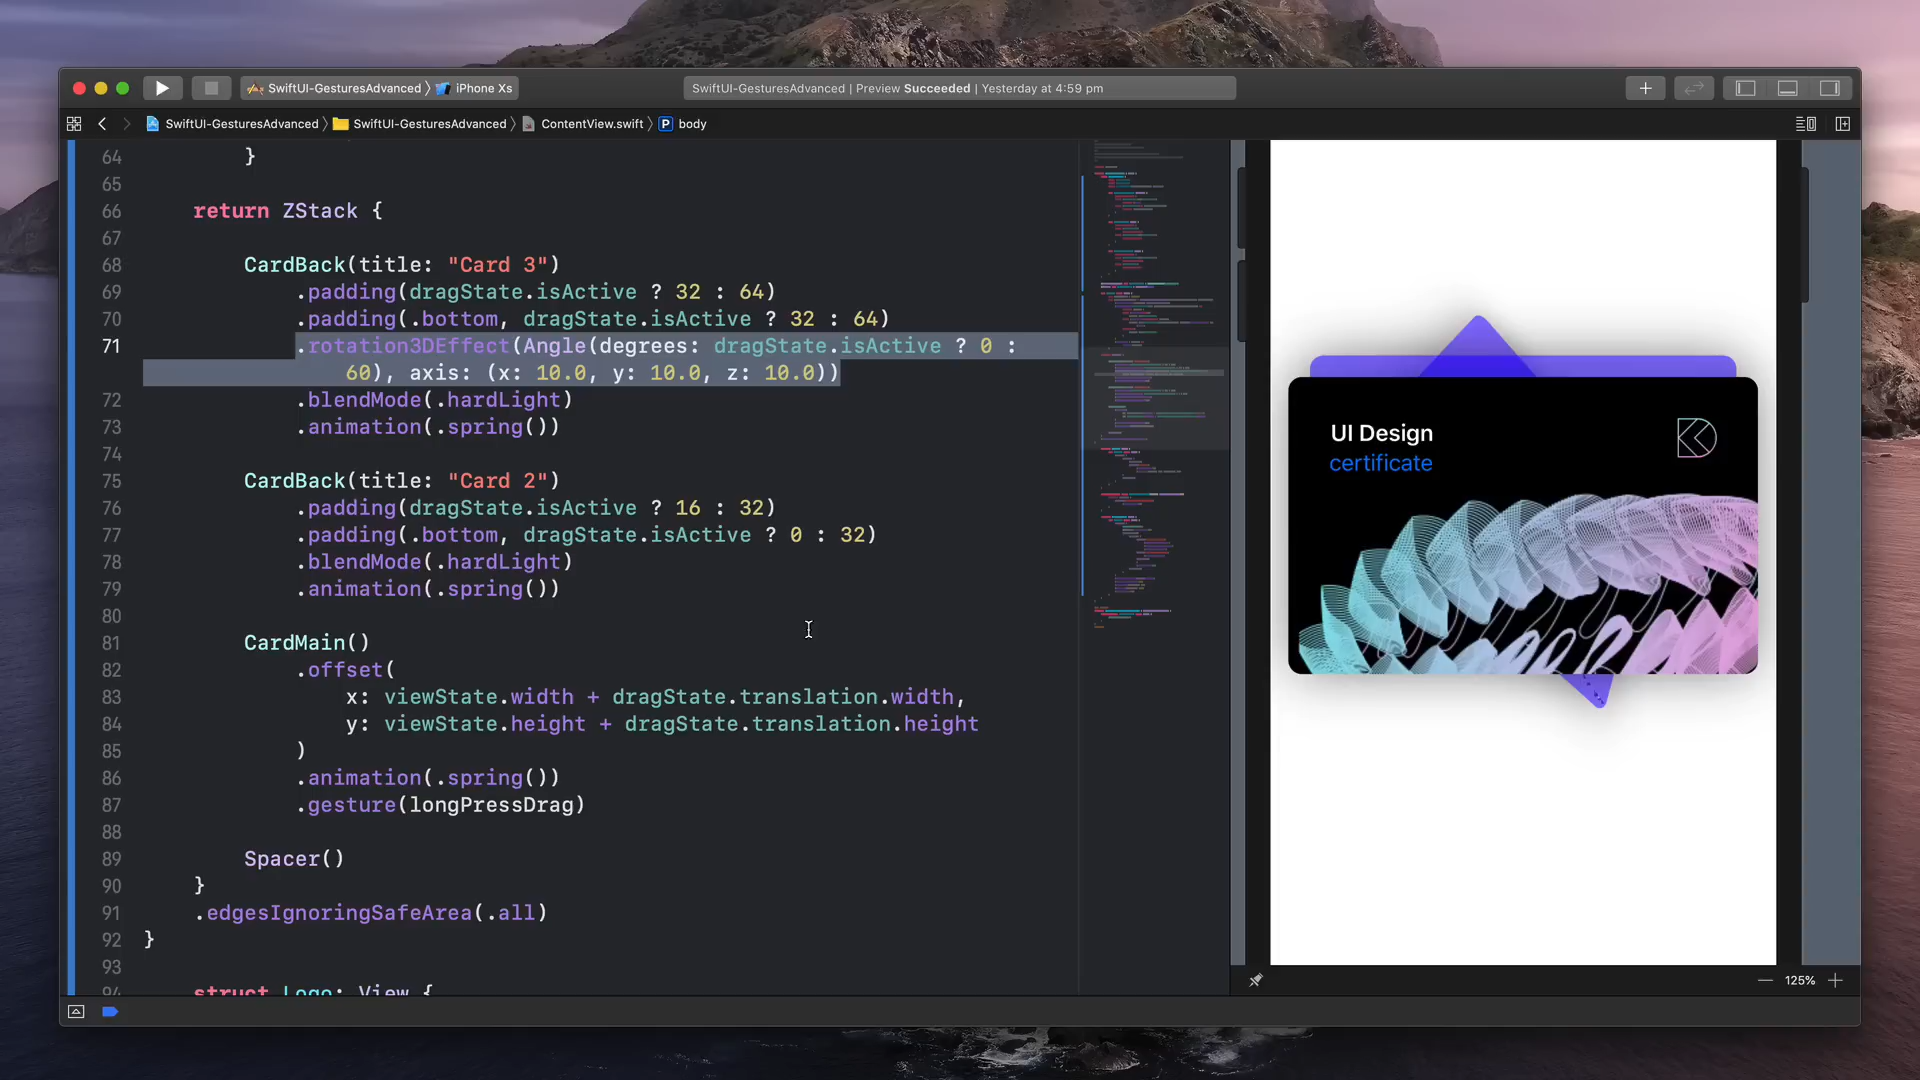 SwiftUI-GesturesAdvanced 〉 iPhone Xs
SwiftUI-GesturesAdvanced | Preview Succeeded | Yesterday at 4:59 pm
SwiftUI-GesturesAdvanced 〉 SwiftUI-GesturesAdvanced 〉 ContentView.swift 〉 P body
64 }
65
66 return ZStack {
67
68 CardBack(title: "Card 3")
69 .padding(dragState.isActive ? 32 : 64)
70 .padding(.bottom, dragState.isActive ? 32 : 64)
71 .rotation3DEffect(Angle(degrees: dragState.isActive ? 0 :
60), axis: (x: 10.0, y: 10.0, z: 10.0))
72 .blendMode(.hardLight)
73 .animation(.spring())
74
75 CardBack(title: "Card 2")
76 .padding(dragState.isActive ? 16 : 32)
77 .padding(.bottom, dragState.isActive ? 0 : 32)
78 .blendMode(.hardLight)
79 .animation(.spring())
80
81 CardMain()
82 .offset(
83 x: viewState.width + dragState.translation.width,
84 y: viewState.height + dragState.translation.height
85 )
86 .animation(.spring())
87 .gesture(longPressDrag)
88
89 Spacer()
90 }
91 .edgesIgnoringSafeArea(.all)
92 }
93
94 struct Logo: View {
UI Design
certificate
125%